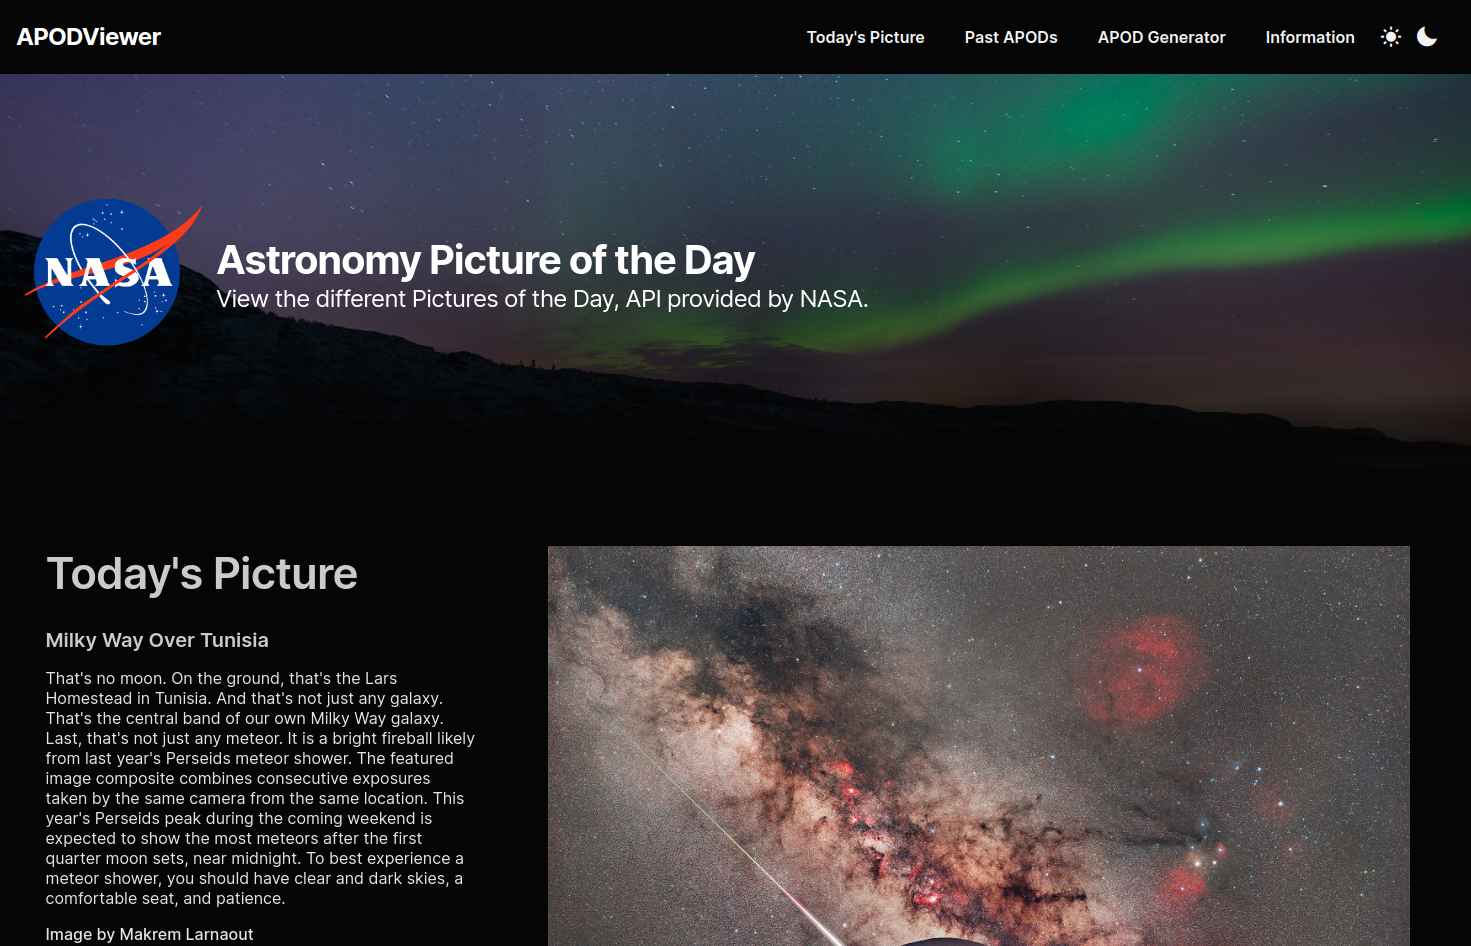 APODViewer
Today's Picture
Past APODs
APOD Generator
Information
NASA
Astronomy Picture of the Day
View the different Pictures of the Day, API provided by NASA.
Today's Picture
Milky Way Over Tunisia
That's no moon. On the ground, that's the Lars
Homestead in Tunisia. And that's not just any galaxy.
That's the central band of our own Milky Way galaxy.
Last, that's not just any meteor. It is a bright fireball likely
from last year's Perseids meteor shower. The featured
image composite combines consecutive exposures
taken by the same camera from the same location. This
year's Perseids peak during the coming weekend is
expected to show the most meteors after the first
quarter moon sets, near midnight. To best experience a
meteor shower, you should have clear and dark skies, a
comfortable seat, and patience.
Image by Makrem Larnaout